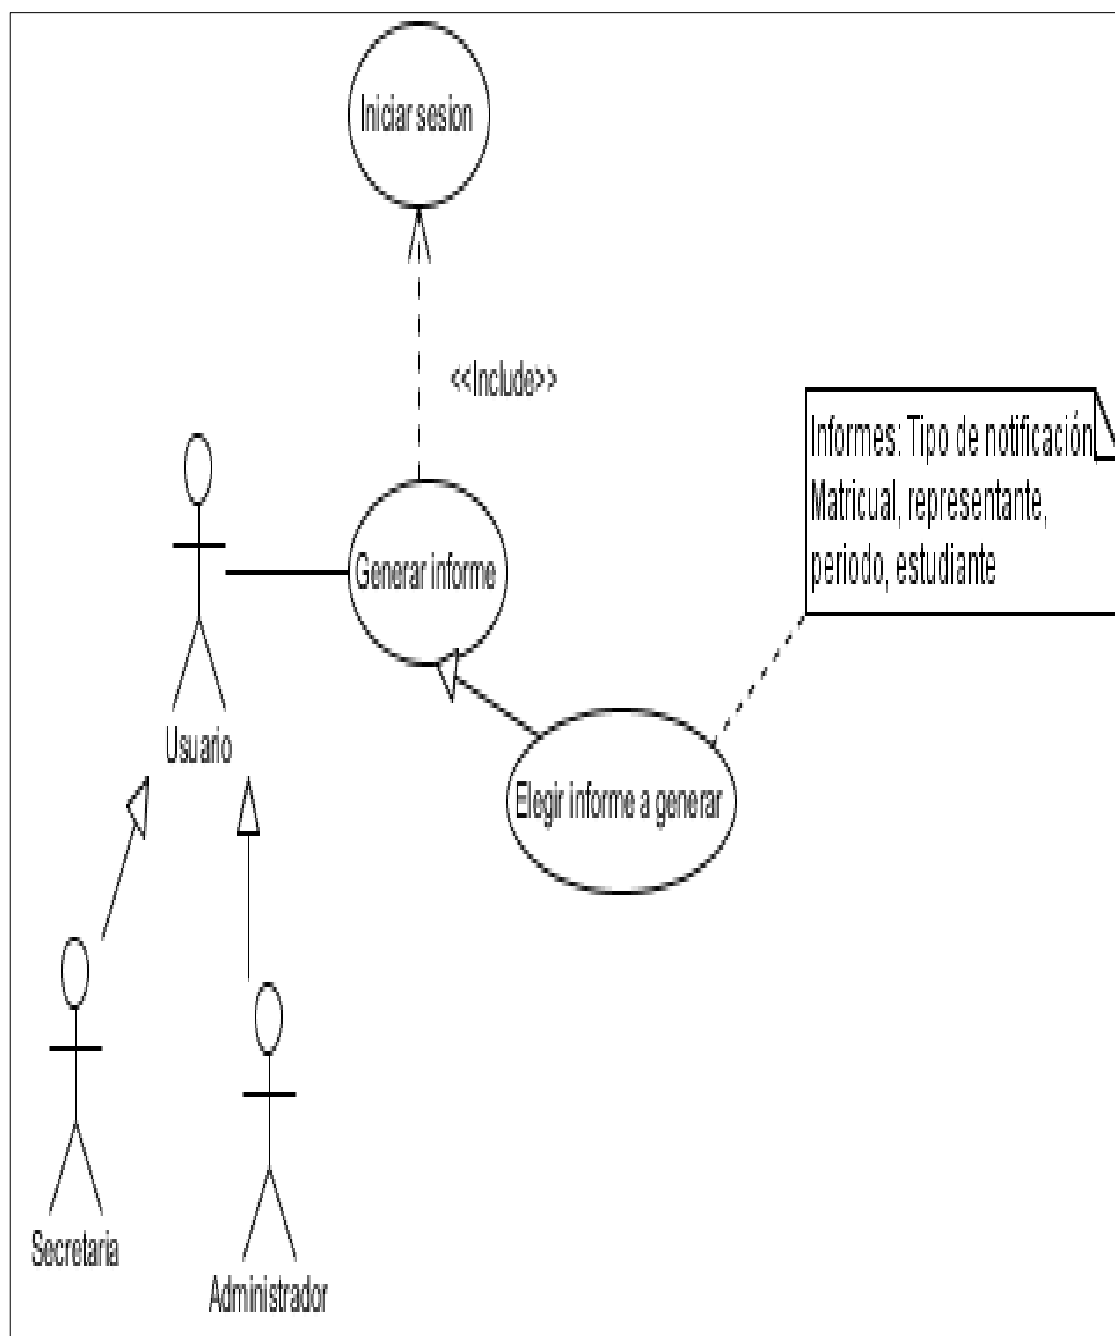 Iniciar sesion
<<Include>>
Informes: Tipo de notificación,
Matricual, representante,
periodo, estudiante
Generar informe
Usuario
Elegir informe a generar
Secretaria
Administrador